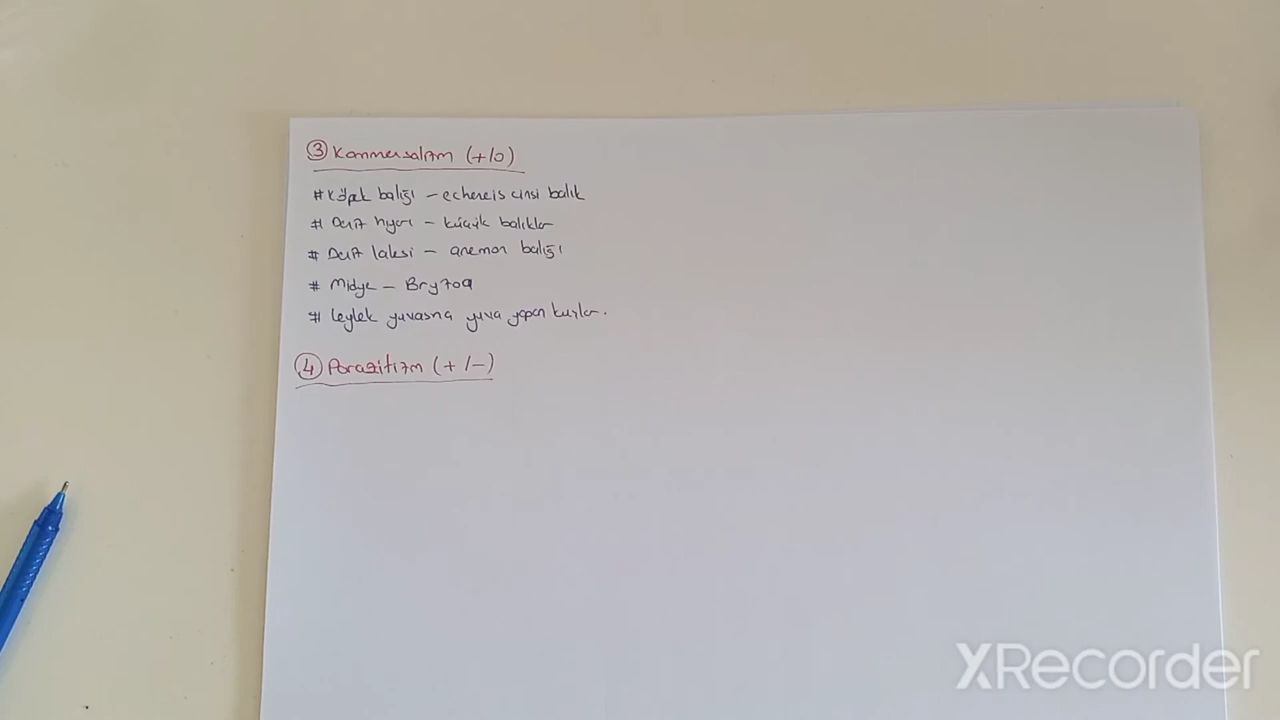 ③ Kommensalizm (+/0)
# Köpek balığı – echeneis cinsi balık
# Deniz hıyarı – küçük balıklar
# Deniz lalesi – anemon balığı
# Midye – Bryzoa
# Leylek yuvasına yuva yapan kuşlar.
④ Parazitizm (+/-)
XRecorder